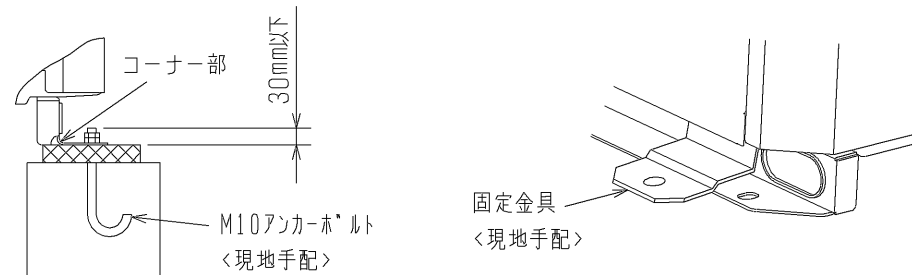 コーナー部
30mm以下
M10アンカーボルト
<現地手配>
固定金具
<現地手配>